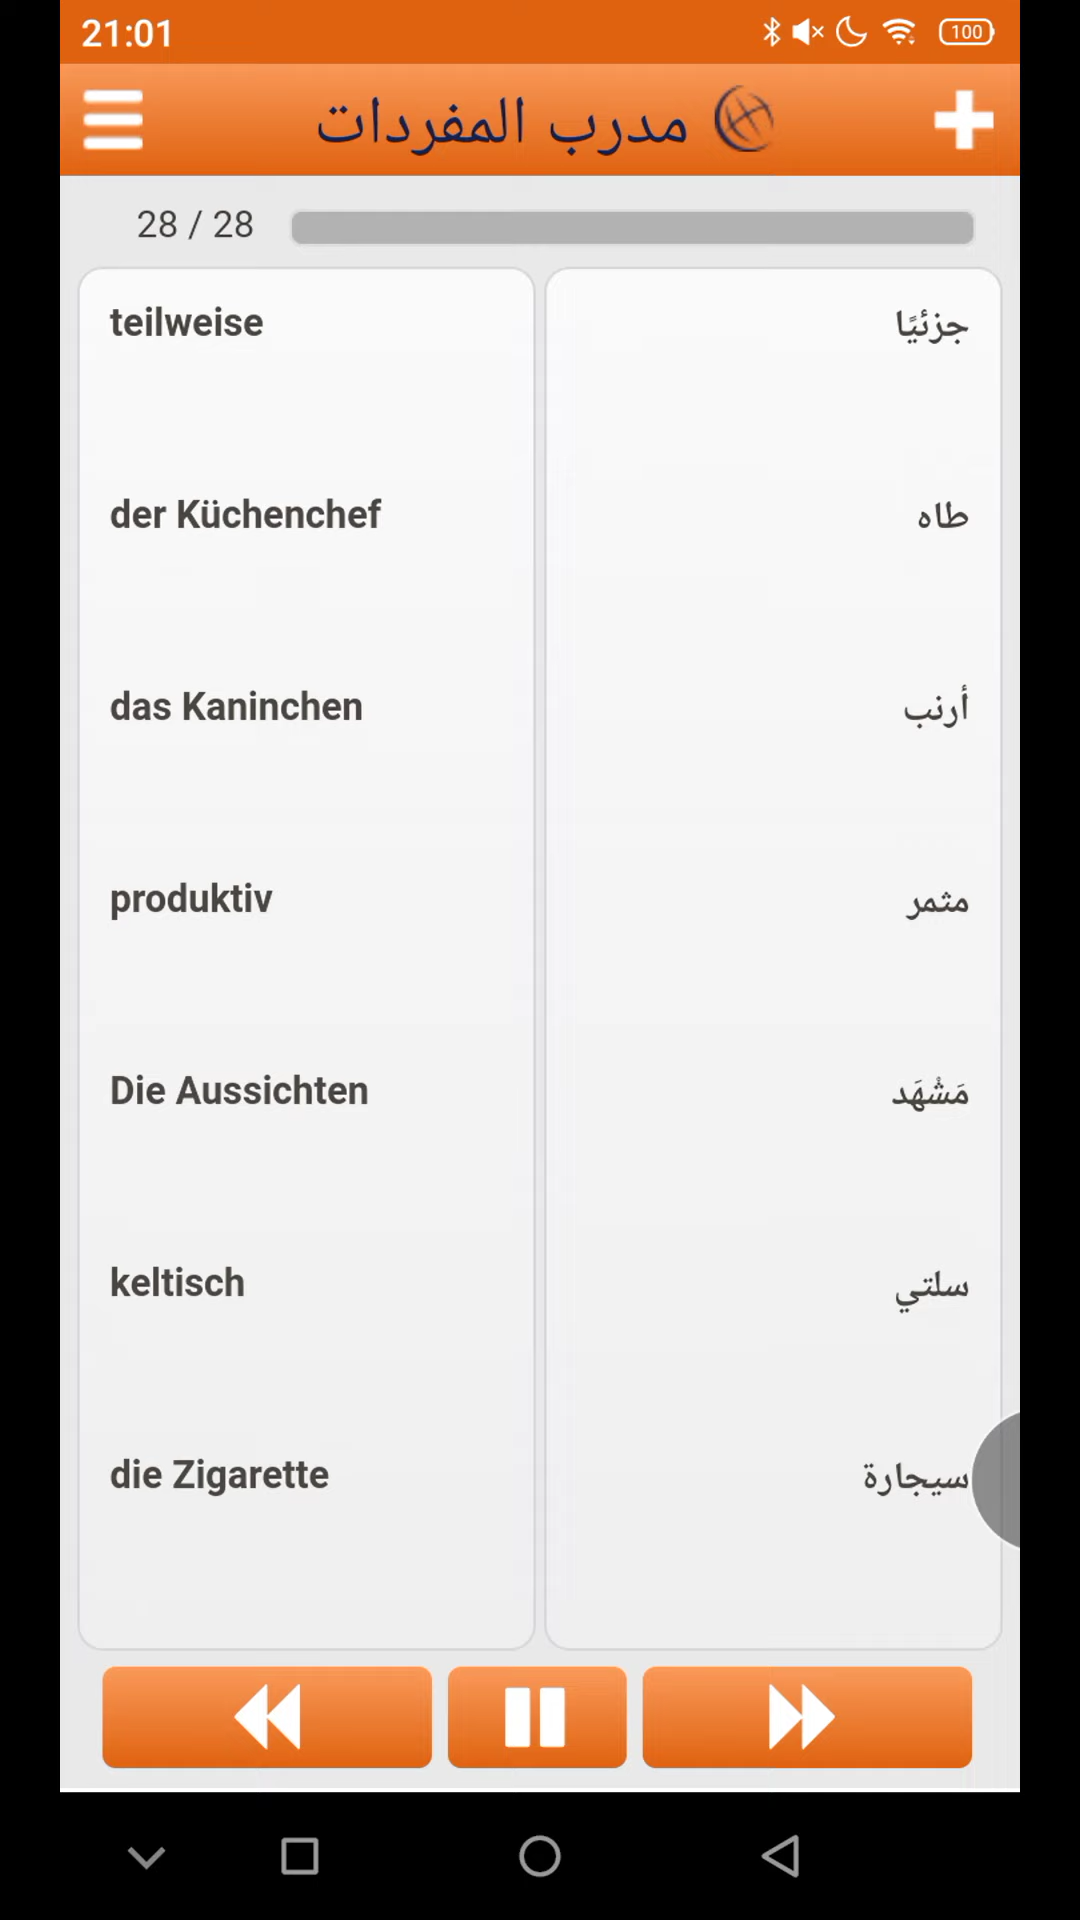 21:01
100
مدرب المفردات
28 / 28
teilweise
جزئيًا
der Küchenchef
طاه
das Kaninchen
أرنب
produktiv
مثمر
Die Aussichten
مَشْهَد
keltisch
سلتي
die Zigarette
سيجارة